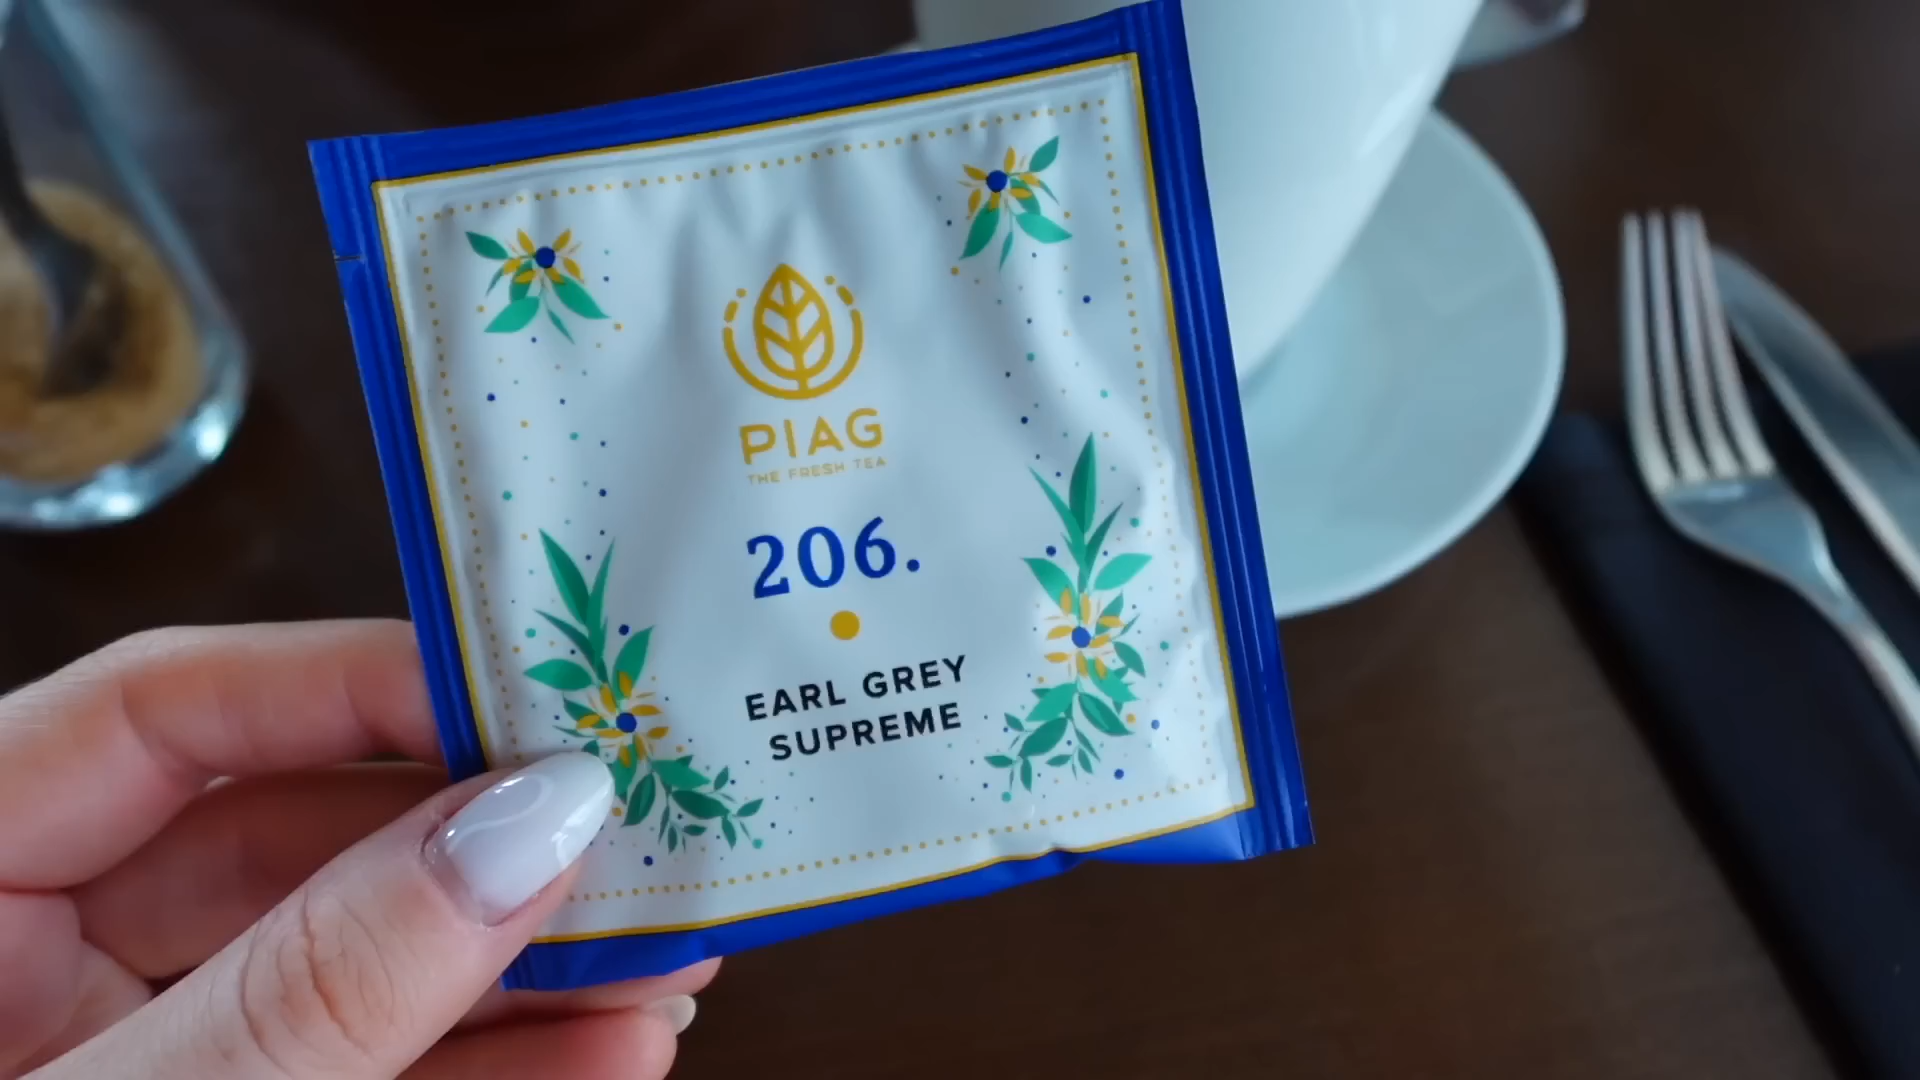 PIAG
THE FRESH TEA
206.
EARL GREY
SUPREME